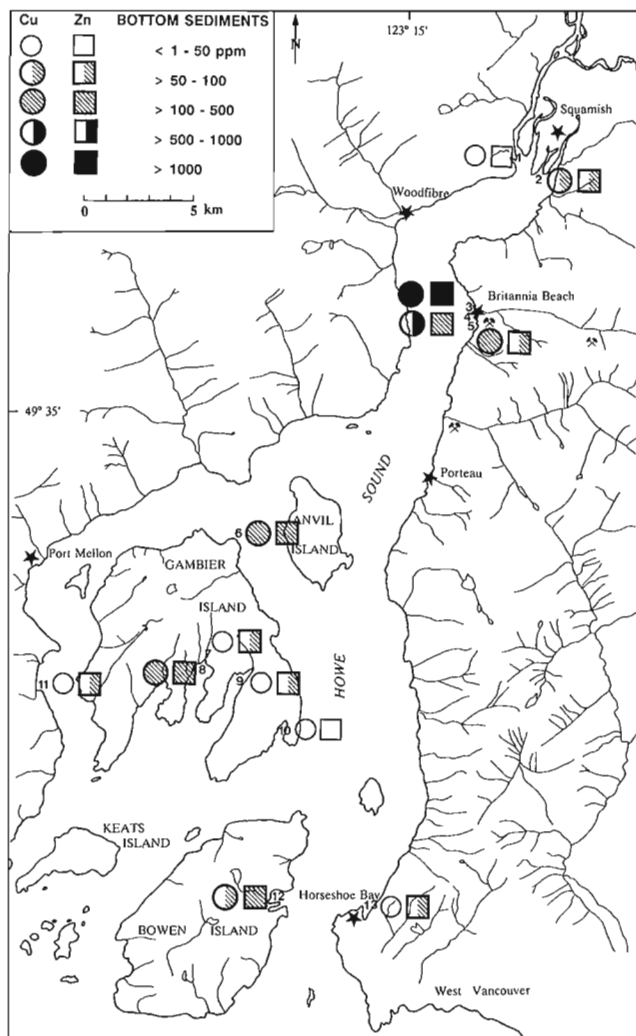 Cu Zn BOTTOM SEDIMENTS
< 1 - 50 ppm
> 50 - 100
> 100 - 500
> 500 - 1000
> 1000
0 5
km
N
123° 15'
Squamish
1
2
Woodfibre
3
Britannia Beach
4
5
49° 35'
SOUND
Porteau
6
ANVIL
ISLAND
Port Mellon
GAMBIER
ISLAND
7
8
9
11
HOWE
10
KEATS
ISLAND
12
Horseshoe Bay
13
BOWEN ISLAND
West Vancouver